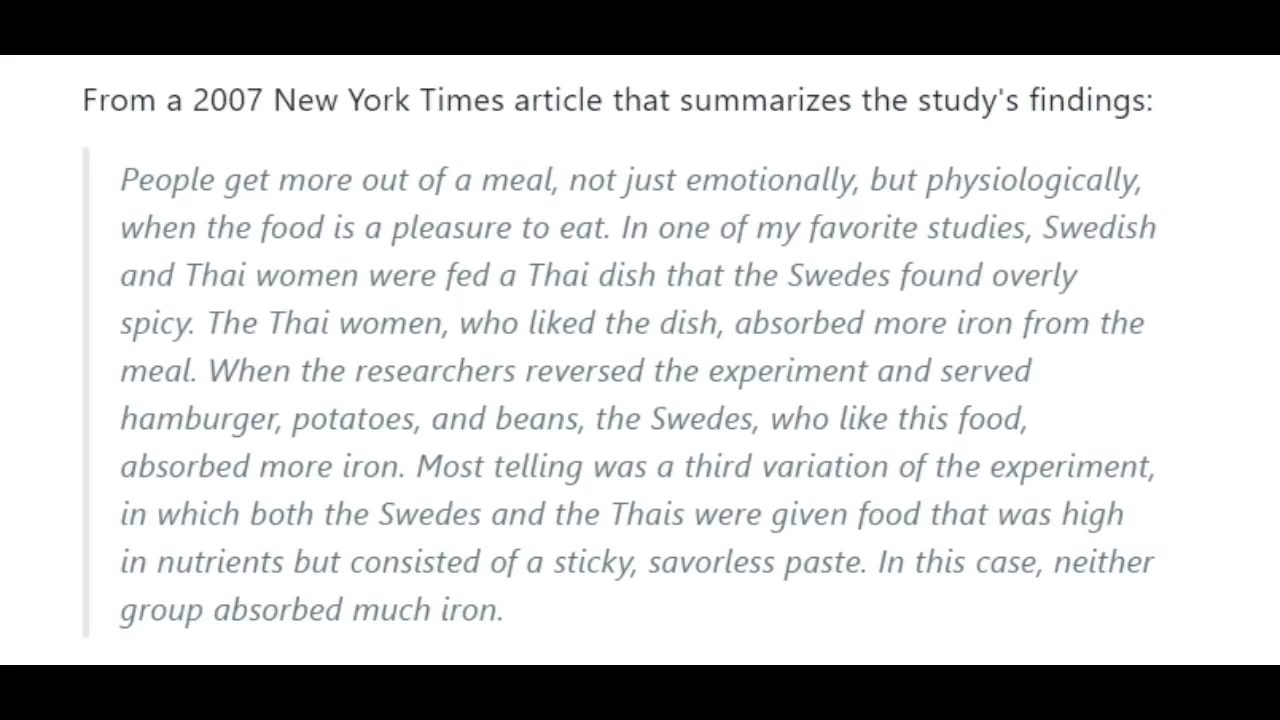 From a 2007 New York Times article that summarizes the study's findings:
People get more out of a meal, not just emotionally, but physiologically,
when the food is a pleasure to eat. In one of my favorite studies, Swedish
and Thai women were fed a Thai dish that the Swedes found overly
spicy. The Thai women, who liked the dish, absorbed more iron from the
meal. When the researchers reversed the experiment and served
hamburger, potatoes, and beans, the Swedes, who like this food,
absorbed more iron. Most telling was a third variation of the experiment,
in which both the Swedes and the Thais were given food that was high
in nutrients but consisted of a sticky, savorless paste. In this case, neither
group absorbed much iron.